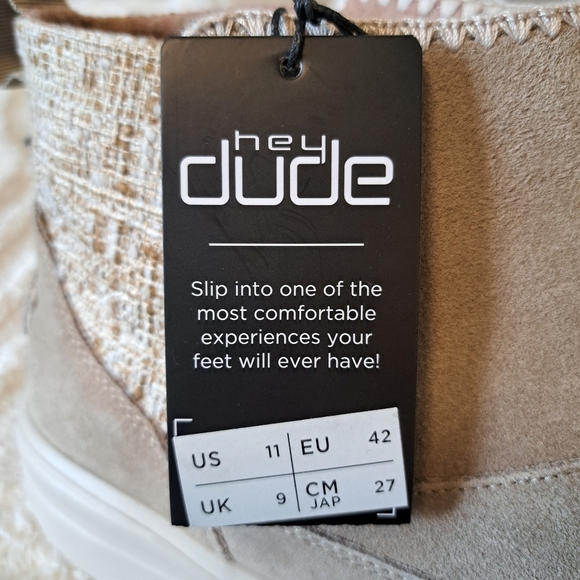 hey
dude
Slip into one of the
most comfortable
experiences your
feet will ever have!
US 11 EU 42
UK 9 CM JAP 27